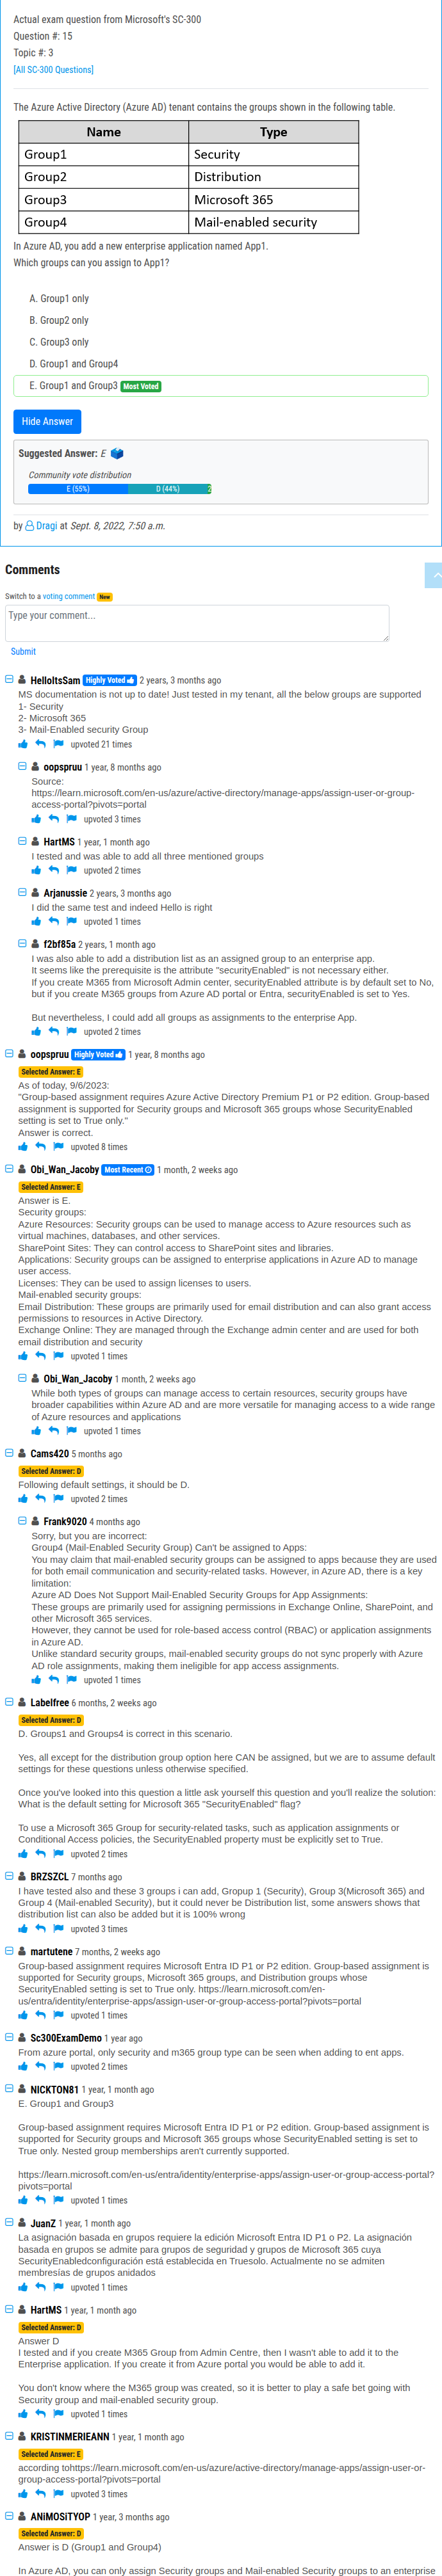 Actual exam question from Microsoft's SC-300
Question #: 15
Topic #: 3
[All SC-300 Questions]
The Azure Active Directory (Azure AD) tenant contains the groups shown in the following table.
Name Type
Group1 Security
Group2 Distribution
Group3 Microsoft 365
Group4 Mail-enabled security
In Azure AD, you add a new enterprise application named App1.
Which groups can you assign to App1?
A. Group1 only
B. Group2 only
C. Group3 only
D. Group1 and Group4
E. Group1 and Group3 Most Voted
Hide Answer
Suggested Answer: E
Community vote distribution
E (55%) D (44%)
by Dragi at Sept. 8, 2022, 7:50 a.m.
Comments
Switch to a voting comment New
Type your comment...
Submit
HelloItsSam Highly Voted 2 years, 3 months ago
MS documentation is not up to date! Just tested in my tenant, all the below groups are supported
1- Security
2- Microsoft 365
3- Mail-Enabled security Group
upvoted 21 times
oopspruu 1 year, 8 months ago
Source:
https://learn.microsoft.com/en-us/azure/active-directory/manage-apps/assign-user-or-group-
access-portal?pivots=portal
upvoted 3 times
HartMS 1 year, 1 month ago
I tested and was able to add all three mentioned groups
upvoted 2 times
Arjanussie 2 years, 3 months ago
I did the same test and indeed Hello is right
upvoted 1 times
f2bf85a 2 years, 1 month ago
I was also able to add a distribution list as an assigned group to an enterprise app.
It seems like the prerequisite is the attribute "securityEnabled" is not necessary either.
If you create M365 from Microsoft Admin center, securityEnabled attribute is by default set to No,
but if you create M365 groups from Azure AD portal or Entra, securityEnabled is set to Yes.
But nevertheless, I could add all groups as assignments to the enterprise App.
upvoted 2 times
oopspruu Highly Voted 1 year, 8 months ago
Selected Answer: E
As of today, 9/6/2023:
"Group-based assignment requires Azure Active Directory Premium P1 or P2 edition. Group-based
assignment is supported for Security groups and Microsoft 365 groups whose SecurityEnabled
setting is set to True only."
Answer is correct.
upvoted 8 times
Obi_Wan_Jacoby Most Recent 1 month, 2 weeks ago
Selected Answer: E
Answer is E.
Security groups:
Azure Resources: Security groups can be used to manage access to Azure resources such as
virtual machines, databases, and other services.
SharePoint Sites: They can control access to SharePoint sites and libraries.
Applications: Security groups can be assigned to enterprise applications in Azure AD to manage
user access.
Licenses: They can be used to assign licenses to users.
Mail-enabled security groups:
Email Distribution: These groups are primarily used for email distribution and can also grant access
permissions to resources in Active Directory.
Exchange Online: They are managed through the Exchange admin center and are used for both
email distribution and security
upvoted 1 times
Obi_Wan_Jacoby 1 month, 2 weeks ago
While both types of groups can manage access to certain resources, security groups have
broader capabilities within Azure AD and are more versatile for managing access to a wide range
of Azure resources and applications
upvoted 1 times
Cams420 5 months ago
Selected Answer: D
Following default settings, it should be D.
upvoted 2 times
Frank9020 4 months ago
Sorry, but you are incorrect:
Group4 (Mail-Enabled Security Group) Can't be assigned to Apps:
You may claim that mail-enabled security groups can be assigned to apps because they are used
for both email communication and security-related tasks. However, in Azure AD, there is a key
limitation:
Azure AD Does Not Support Mail-Enabled Security Groups for App Assignments:
These groups are primarily used for assigning permissions in Exchange Online, SharePoint, and
other Microsoft 365 services.
However, they cannot be used for role-based access control (RBAC) or application assignments
in Azure AD.
Unlike standard security groups, mail-enabled security groups do not sync properly with Azure
AD role assignments, making them ineligible for app access assignments.
upvoted 1 times
Labelfree 6 months, 2 weeks ago
Selected Answer: D
D. Groups1 and Groups4 is correct in this scenario.
Yes, all except for the distribution group option here CAN be assigned, but we are to assume default
settings for these questions unless otherwise specified.
Once you've looked into this question a little ask yourself this question and you'll realize the solution:
What is the default setting for Microsoft 365 "SecurityEnabled" flag?
To use a Microsoft 365 Group for security-related tasks, such as application assignments or
Conditional Access policies, the SecurityEnabled property must be explicitly set to True.
upvoted 2 times
BRZSZCL 7 months ago
I have tested also and these 3 groups i can add, Gropup 1 (Security), Group 3(Microsoft 365) and
Group 4 (Mail-enabled Security), but it could never be Distribution list, some answers shows that
distribution list can also be added but it is 100% wrong
upvoted 3 times
martutene 7 months, 2 weeks ago
Group-based assignment requires Microsoft Entra ID P1 or P2 edition. Group-based assignment is
supported for Security groups, Microsoft 365 groups, and Distribution groups whose
SecurityEnabled setting is set to True only. https://learn.microsoft.com/en-
us/entra/identity/enterprise-apps/assign-user-or-group-access-portal?pivots=portal
upvoted 1 times
Sc300ExamDemo 1 year ago
From azure portal, only security and m365 group type can be seen when adding to ent apps.
upvoted 2 times
NICKTON81 1 year, 1 month ago
E. Group1 and Group3
Group-based assignment requires Microsoft Entra ID P1 or P2 edition. Group-based assignment is
supported for Security groups and Microsoft 365 groups whose SecurityEnabled setting is set to
True only. Nested group memberships aren't currently supported.
https://learn.microsoft.com/en-us/entra/identity/enterprise-apps/assign-user-or-group-access-portal?
pivots=portal
upvoted 1 times
JuanZ 1 year, 1 month ago
La asignación basada en grupos requiere la edición Microsoft Entra ID P1 o P2. La asignación
basada en grupos se admite para grupos de seguridad y grupos de Microsoft 365 cuya
SecurityEnabledconfiguración está establecida en Truesolo. Actualmente no se admiten
membresías de grupos anidados
upvoted 1 times
HartMS 1 year, 1 month ago
Selected Answer: D
Answer D
I tested and if you create M365 Group from Admin Centre, then I wasn't able to add it to the
Enterprise application. If you create it from Azure portal you would be able to add it.
You don't know where the M365 group was created, so it is better to play a safe bet going with
Security group and mail-enabled security group.
upvoted 1 times
KRISTINMERIEANN 1 year, 1 month ago
Selected Answer: E
according tohttps://learn.microsoft.com/en-us/azure/active-directory/manage-apps/assign-user-or-
group-access-portal?pivots=portal
upvoted 3 times
ANiMOSiTYOP 1 year, 3 months ago
Selected Answer: D
Answer is D (Group1 and Group4)
In Azure AD, you can only assign Security groups and Mail-enabled Security groups to an enterprise